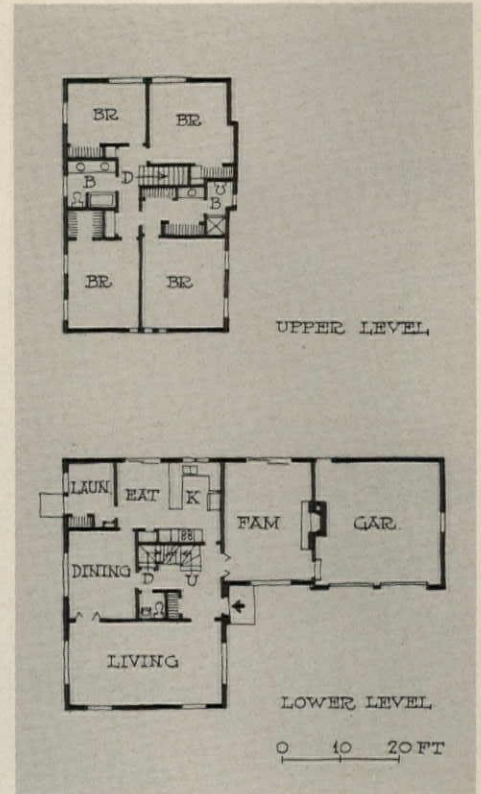 BR
BR
B
D
B
BR
BR
UPPER LEVEL
LAUN.
EAT
K
FAM
GAR.
DINING
D
U
LIVING
LOWER LEVEL
0 10 20 FT